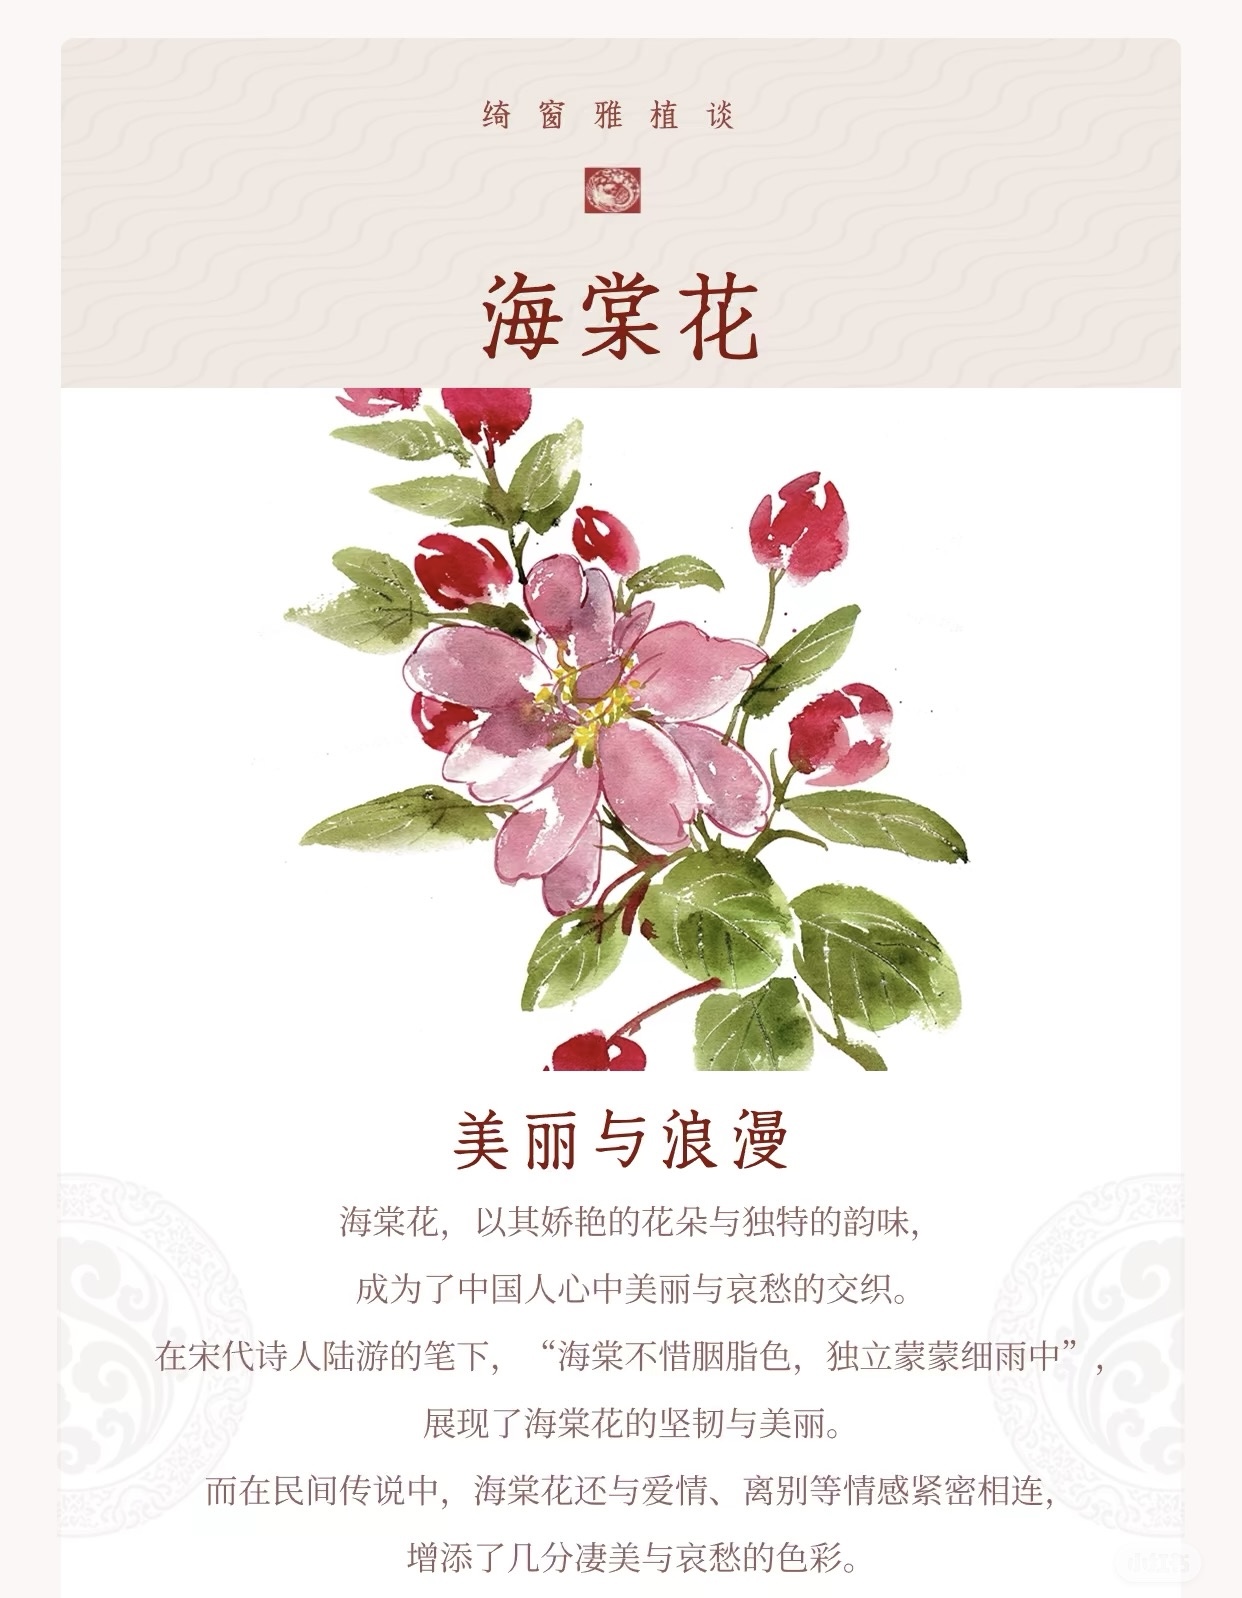 绮窗雅植谈
海棠花
美丽与浪漫
海棠花，以其娇艳的花朵与独特的韵味，
成为了中国人心中美丽与哀愁的交织。
在宋代诗人陆游的笔下，“海棠不惜胭脂色，独立蒙蒙细雨中”，
展现了海棠花的坚韧与美丽。
而在民间传说中，海棠花还与爱情、离别等情感紧密相连，
增添了几分凄美与哀愁的色彩。